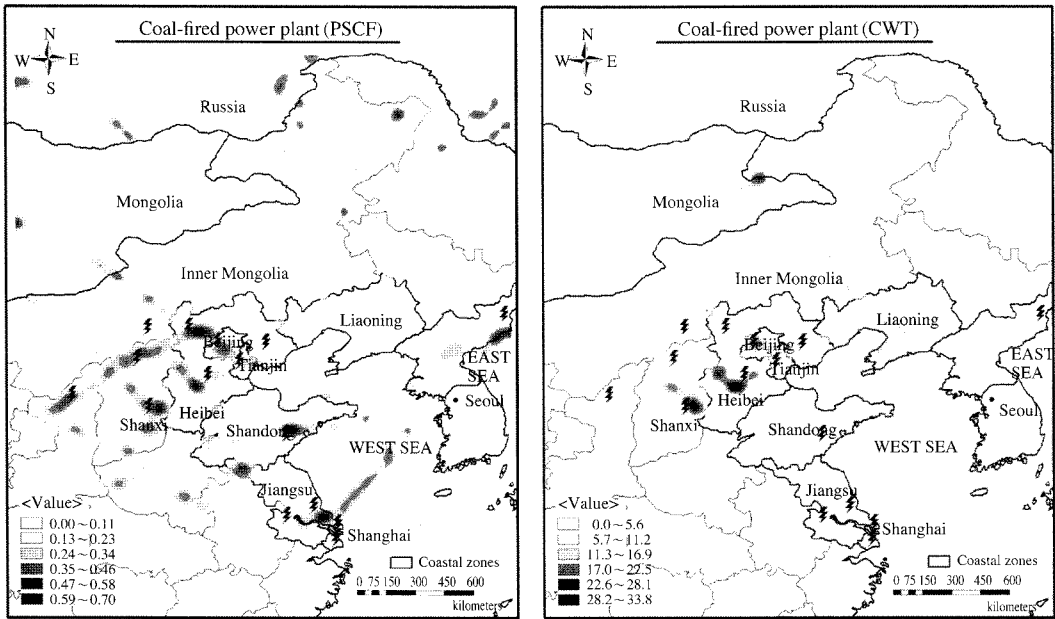 Coal-fired power plant (PSCF)
N
W E
S
Russia
Mongolia
Inner Mongolia
Liaoning
Beijing
Tianjin
EAST
SEA
Seoul
Heibei
Shanxi
Shandong
WEST SEA
Jiangsu
Shanghai
<Value>
0.00~0.11
0.13~0.23
0.24~0.34
0.35~0.46
0.47~0.58
0.59~0.70
Coastal zones
0 75 150 300 450 600
kilometers
Coal-fired power plant (CWT)
N
W E
S
Russia
Mongolia
Inner Mongolia
Liaoning
Beijing
Tianjin
EAST
SEA
Seoul
Heibei
Shanxi
Shandong
WEST SEA
Jiangsu
Shanghai
<Value>
0.0~5.6
5.7~11.2
11.3~16.9
17.0~22.5
22.6~28.1
28.2~33.8
Coastal zones
0 75 150 300 450 600
kilometers